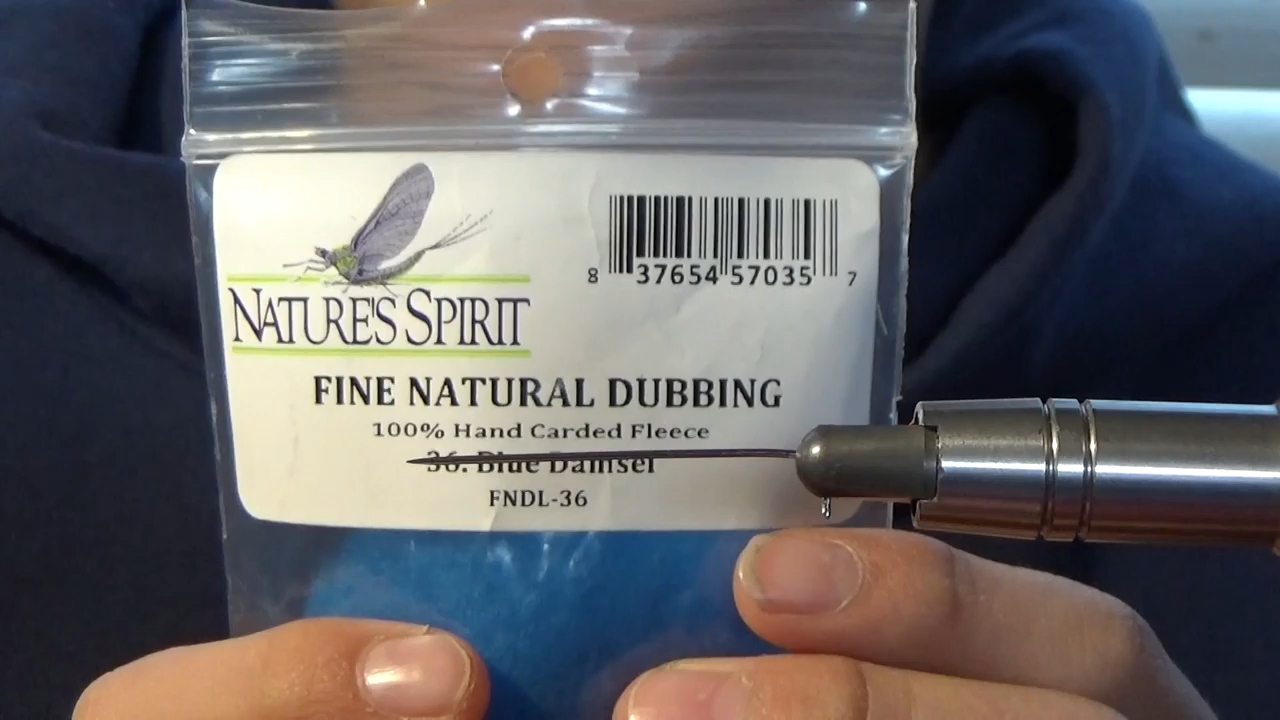 8 37654 57035 7
NATURE'S SPIRIT
FINE NATURAL DUBBING
100% Hand Carded Fleece
36. Blue Damsel
FNDL-36